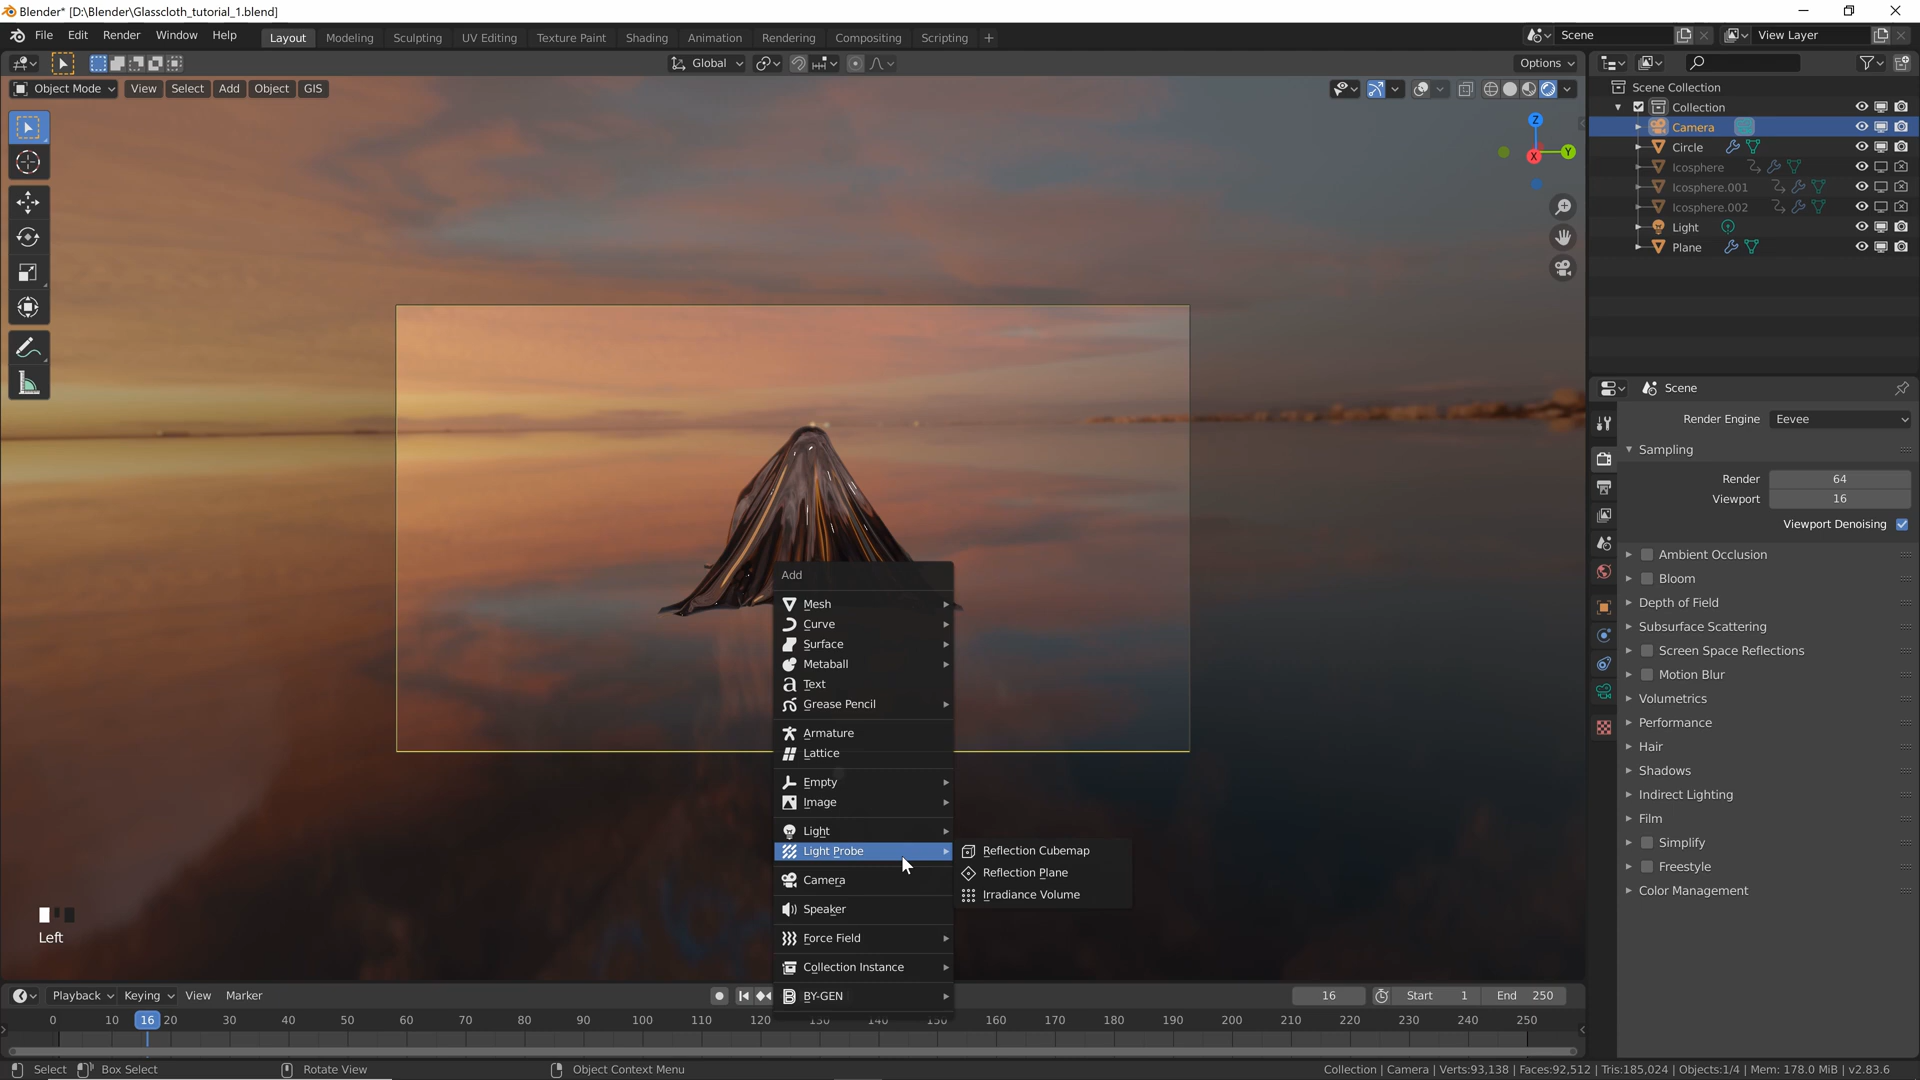 Blender* [D:\Blender\Glasscloth_tutorial_1.blend]
File Edit Render Window Help
Layout Modeling Sculpting UV Editing Texture Paint Shading Animation Rendering Compositing Scripting +
Scene
View Layer
Global
Options
Object Mode View Select Add Object GIS
Z
Y
X
Scene Collection
Collection
Camera
Circle
Icosphere
Icosphere.001
Icosphere.002
Light
Plane
Scene
Render Engine Eevee
Sampling
Render 64
Viewport 16
Viewport Denoising
Ambient Occlusion
Bloom
Depth of Field
Subsurface Scattering
Screen Space Reflections
Motion Blur
Volumetrics
Performance
Hair
Shadows
Indirect Lighting
Film
Simplify
Freestyle
Color Management
Add
Mesh
Curve
Surface
Metaball
Text
Grease Pencil
Armature
Lattice
Empty
Image
Light
Light Probe
Camera
Speaker
Force Field
Collection Instance
BY-GEN
Reflection Cubemap
Reflection Plane
Irradiance Volume
Left
Playback Keying View Marker
16 Start 1 End 250
0 10 16 20 30 40 50 60 70 80 90 100 110 120 130 140 150 160 170 180 190 200 210 220 230 240 250
Select Box Select Rotate View Object Context Menu
Collection | Camera | Verts:93,138 | Faces:92,512 | Tris:185,024 | Objects:1/4 | Mem: 178.0 MiB | v2.83.6